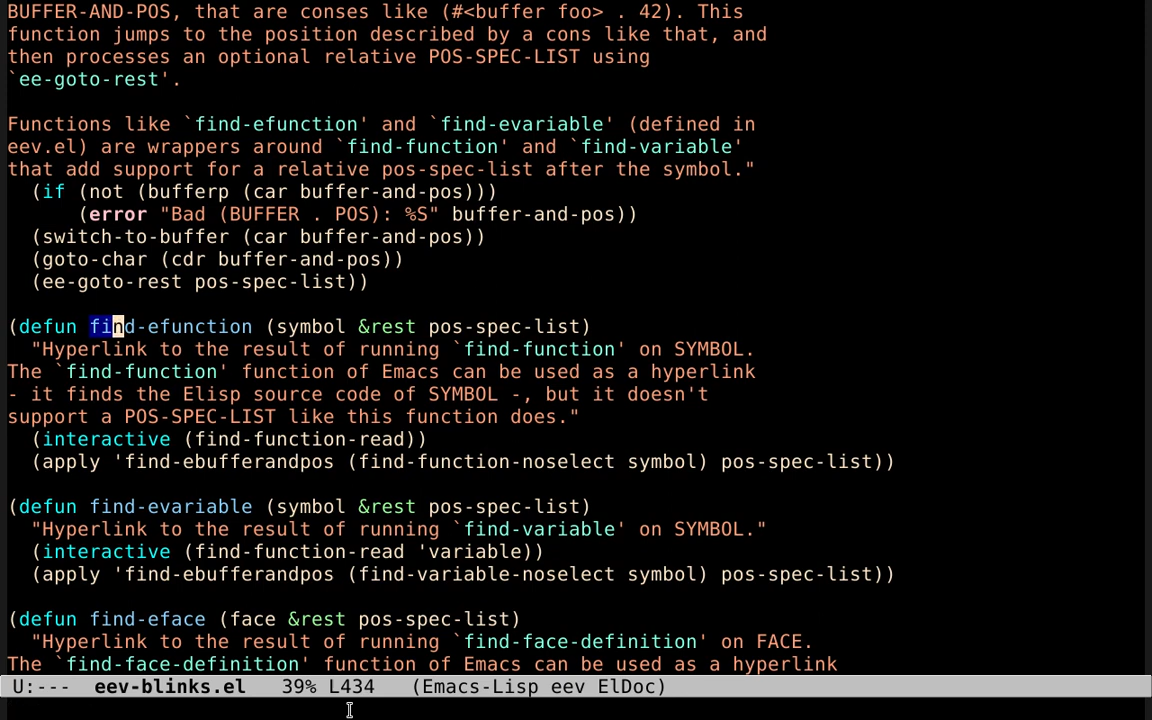 BUFFER-AND-POS, that are conses like (#<buffer foo> . 42). This
function jumps to the position described by a cons like that, and
then processes an optional relative POS-SPEC-LIST using
`ee-goto-rest'.

Functions like `find-efunction' and `find-evariable' (defined in
eev.el) are wrappers around `find-function' and `find-variable'
that add support for a relative pos-spec-list after the symbol."
  (if (not (bufferp (car buffer-and-pos)))
      (error "Bad (BUFFER . POS): %S" buffer-and-pos))
  (switch-to-buffer (car buffer-and-pos))
  (goto-char (cdr buffer-and-pos))
  (ee-goto-rest pos-spec-list))

(defun find-efunction (symbol &rest pos-spec-list)
  "Hyperlink to the result of running `find-function' on SYMBOL.
The `find-function' function of Emacs can be used as a hyperlink
- it finds the Elisp source code of SYMBOL -, but it doesn't
support a POS-SPEC-LIST like this function does."
  (interactive (find-function-read))
  (apply 'find-ebufferandpos (find-function-noselect symbol) pos-spec-list))

(defun find-evariable (symbol &rest pos-spec-list)
  "Hyperlink to the result of running `find-variable' on SYMBOL."
  (interactive (find-function-read 'variable))
  (apply 'find-ebufferandpos (find-variable-noselect symbol) pos-spec-list))

(defun find-eface (face &rest pos-spec-list)
  "Hyperlink to the result of running `find-face-definition' on FACE.
The `find-face-definition' function of Emacs can be used as a hyperlink
U:---  eev-blinks.el   39% L434   (Emacs-Lisp eev ElDoc)